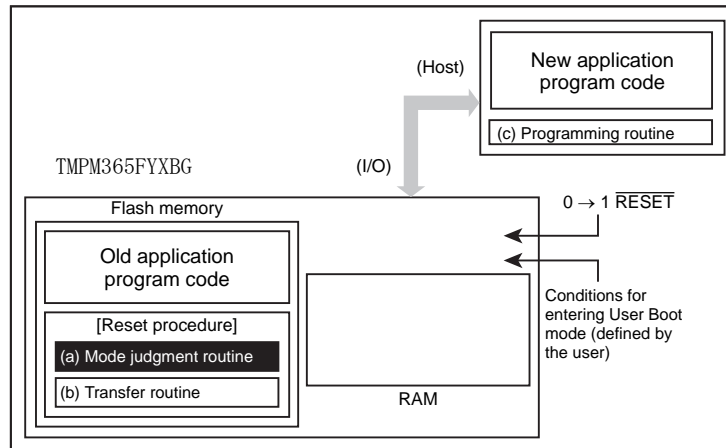 New application
program code
(Host)
(c) Programming routine
(I/O)
TMPM365FYXBG
0 → 1 RESET
Flash memory
Old application
program code
[Reset procedure]
(a) Mode judgment routine
(b) Transfer routine
RAM
Conditions for
entering User Boot
mode (defined by
the user)